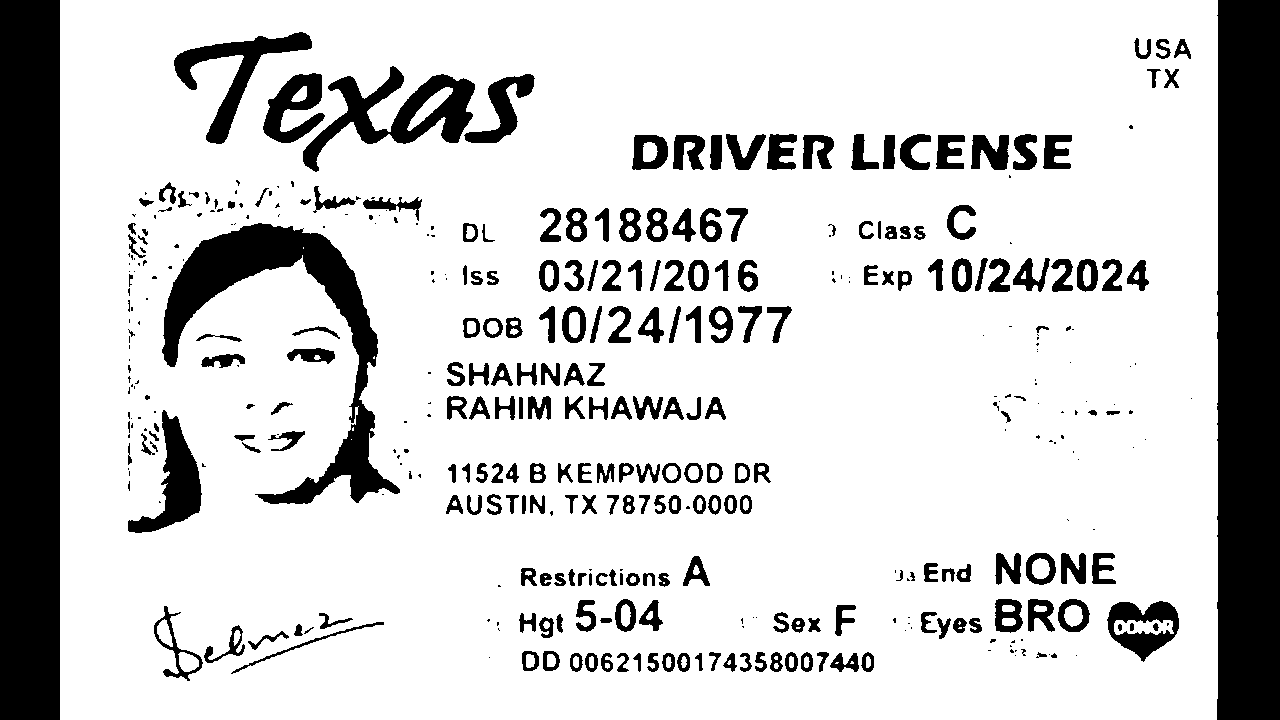 Texas
USA
TX
DRIVER LICENSE
DL 28188467 9 Class C
Iss 03/21/2016 Exp 10/24/2024
DOB 10/24/1977
SHAHNAZ
RAHIM KHAWAJA
11524 B KEMPWOOD DR
AUSTIN, TX 78750-0000
Restrictions A 9a End NONE
Hgt 5-04 Sex F Eyes BRO DONOR
DD 00621500174358007440